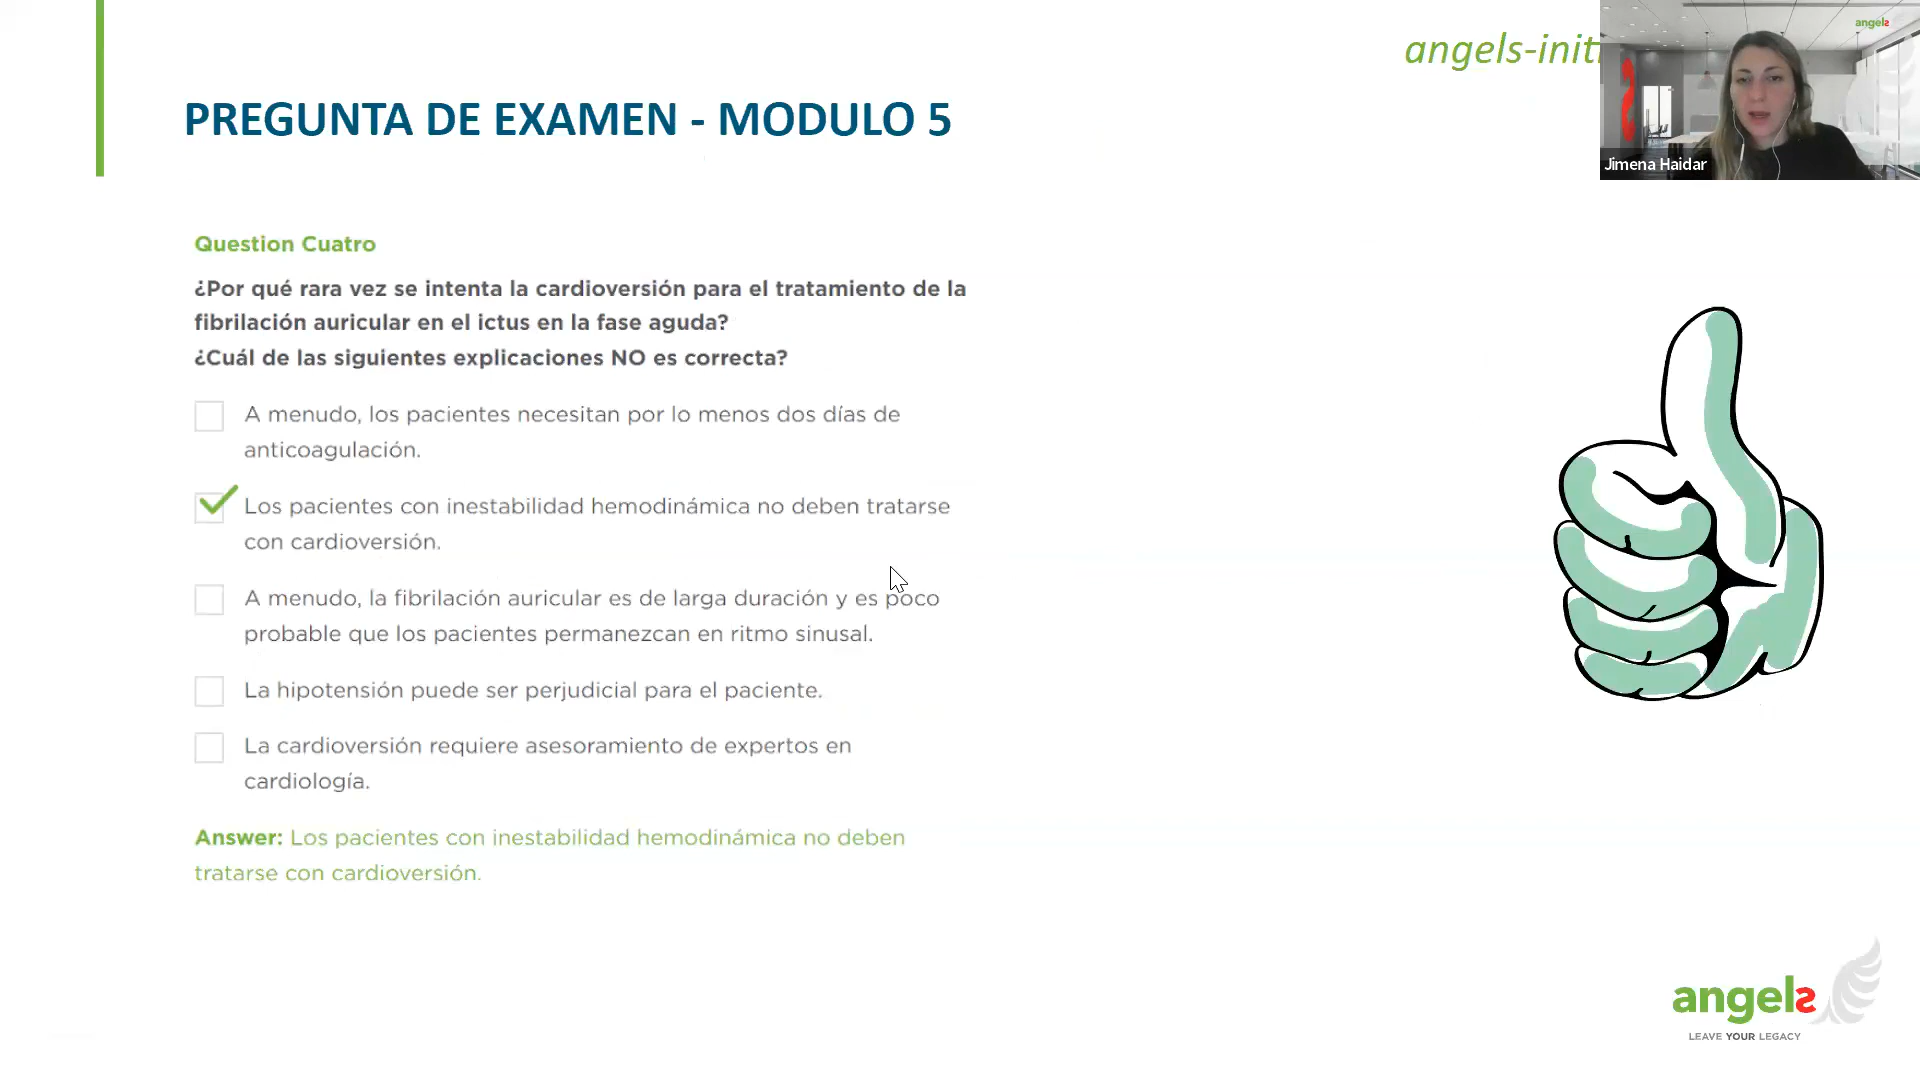 angels-init
angels
Jimena Haidar
PREGUNTA DE EXAMEN - MODULO 5
Question Cuatro
¿Por qué rara vez se intenta la cardioversión para el tratamiento de la
fibrilación auricular en el ictus en la fase aguda?
¿Cuál de las siguientes explicaciones NO es correcta?
A menudo, los pacientes necesitan por lo menos dos días de
anticoagulación.
Los pacientes con inestabilidad hemodinámica no deben tratarse
con cardioversión.
A menudo, la fibrilación auricular es de larga duración y es poco
probable que los pacientes permanezcan en ritmo sinusal.
La hipotensión puede ser perjudicial para el paciente.
La cardioversión requiere asesoramiento de expertos en
cardiología.
Answer: Los pacientes con inestabilidad hemodinámica no deben
tratarse con cardioversión.
angels
LEAVE YOUR LEGACY